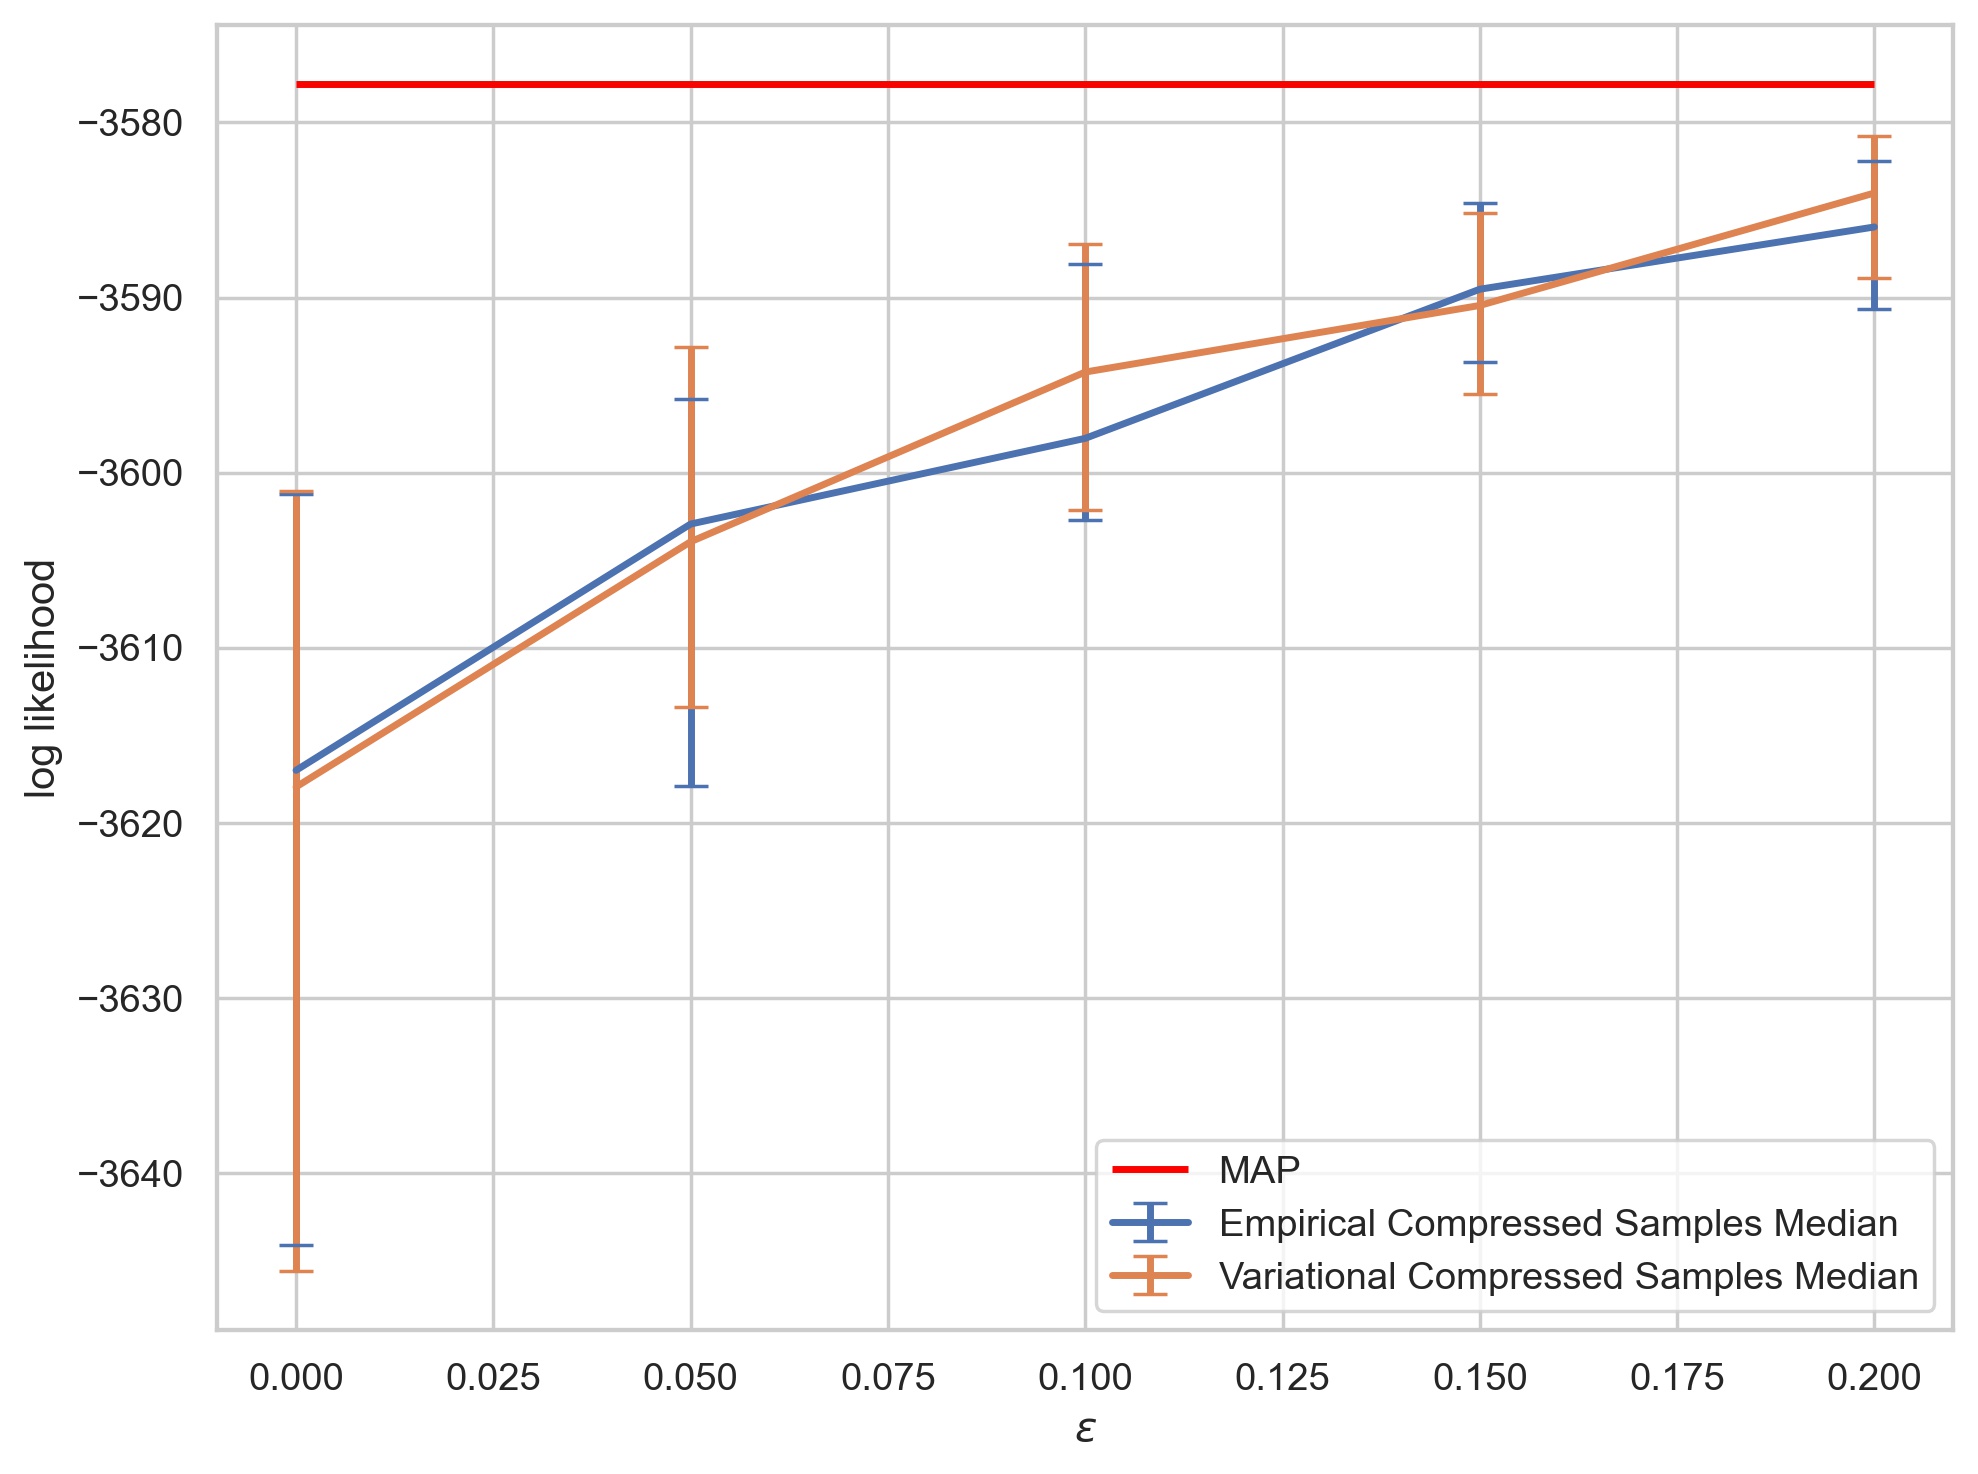 log likelihood
−3580
−3590
−3600
−3610
−3620
−3630
−3640
MAP
Empirical Compressed Samples Median
Variational Compressed Samples Median
0.000 0.025 0.050 0.075 0.100 0.125 0.150 0.175 0.200
ε